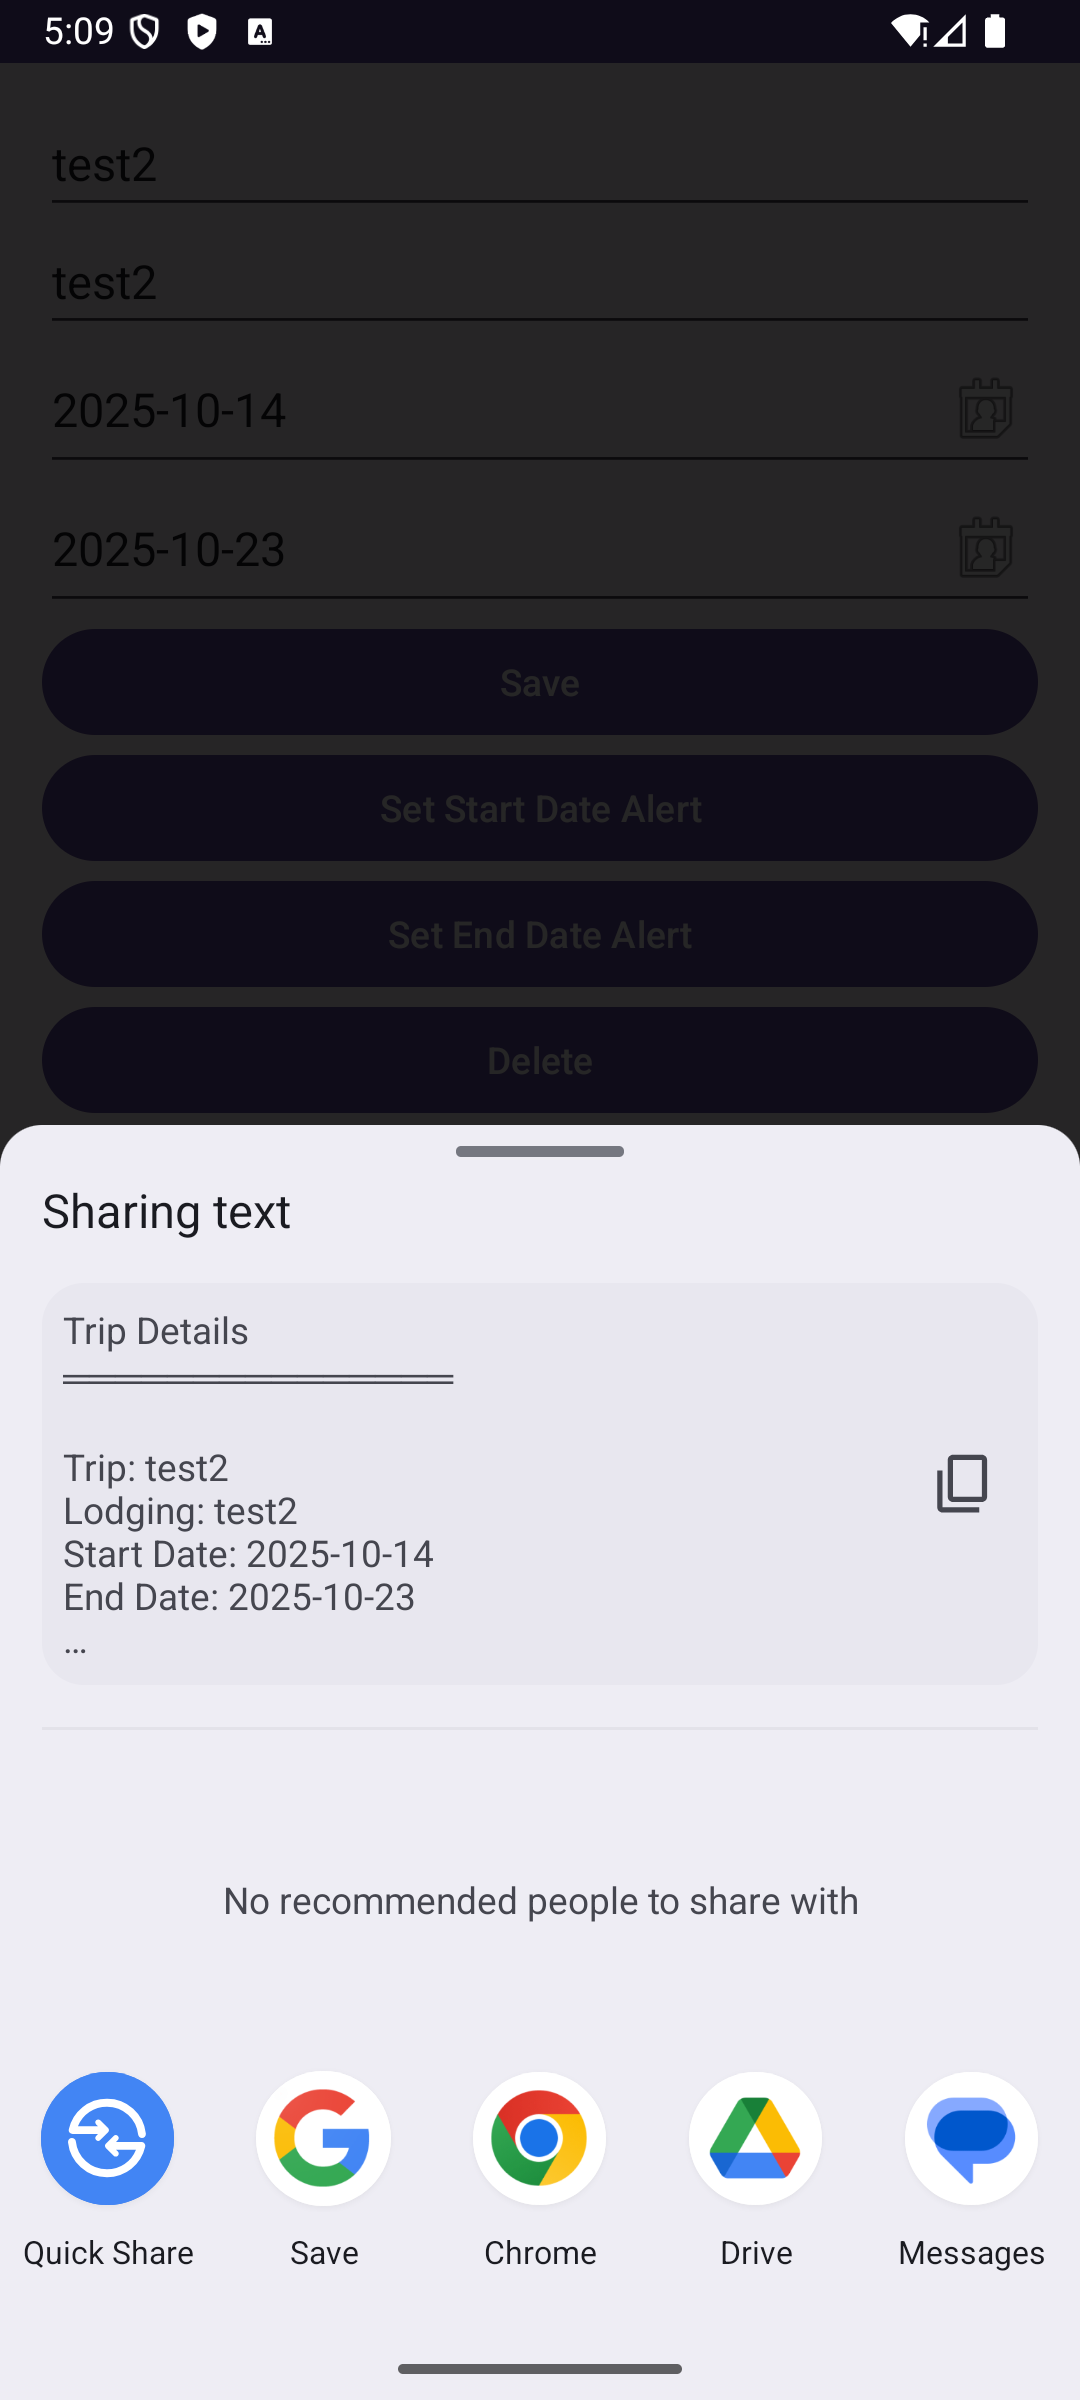 5:09
test2
test2
2025-10-14
2025-10-23
Save
Set Start Date Alert
Set End Date Alert
Delete
Sharing text
Trip Details
═══════════════
Trip: test2
Lodging: test2
Start Date: 2025-10-14
End Date: 2025-10-23
…
No recommended people to share with
Quick Share
Save
Chrome
Drive
Messages